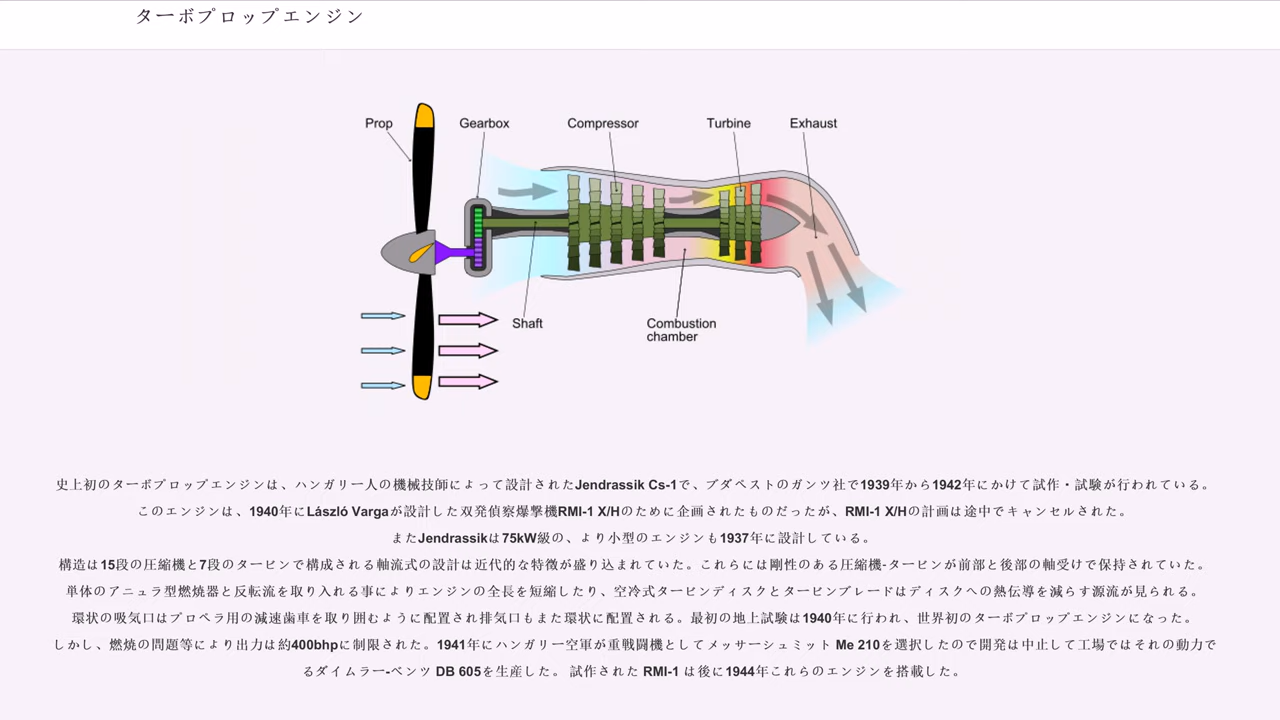 ターボプロップエンジン
Prop
Gearbox
Compressor
Turbine
Exhaust
Shaft
Combustion
chamber
史上初のターボプロップエンジンは、ハンガリー人の機械技師によって設計されたJendrassik Cs-1で、ブダペストのガンツ社で1939年から1942年にかけて試作・試験が行われている。
このエンジンは、1940年にLászló Vargaが設計した双発偵察爆撃機RMI-1 X/Hのために企画されたものだったが、RMI-1 X/Hの計画は途中でキャンセルされた。
またJendrassikは75kW級の、より小型のエンジンも1937年に設計している。
構造は15段の圧縮機と7段のタービンで構成される軸流式の設計は近代的な特徴が盛り込まれていた。これらには剛性のある圧縮機-タービンが前部と後部の軸受けで保持されていた。
単体のアニュラ型燃焼器と反転流を取り入れる事によりエンジンの全長を短縮したり、空冷式タービンディスクとタービンブレードはディスクへの熱伝導を減らす源流が見られる。
環状の吸気口はプロペラ用の減速歯車を取り囲むように配置され排気口もまた環状に配置される。最初の地上試験は1940年に行われ、世界初のターボプロップエンジンになった。
しかし、燃焼の問題等により出力は約400bhpに制限された。1941年にハンガリー空軍が重戦闘機としてメッサーシュミット Me 210を選択したので開発は中止して工場ではそれの動力で
るダイムラー-ベンツ DB 605を生産した。 試作された RMI-1 は後に1944年これらのエンジンを搭載した。